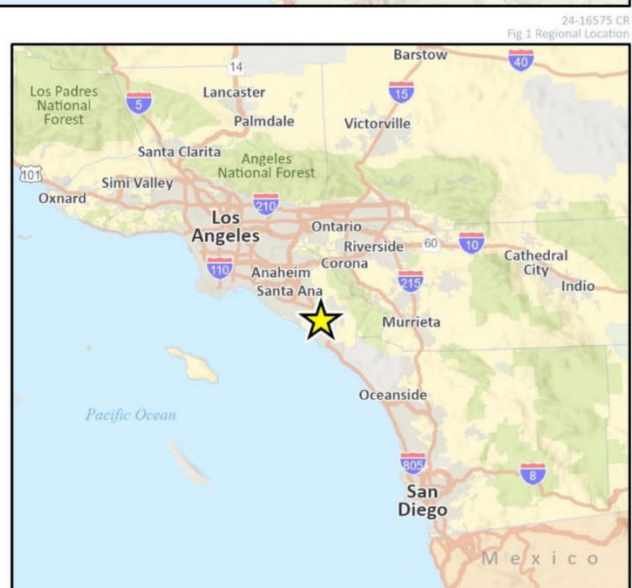 24-16575 CR
Fig 1 Regional Location
Barstow
40
14
Los Padres
National
Forest
5
Lancaster
15
Palmdale
Victorville
Santa Clarita
Angeles
National Forest
101
Simi Valley
Oxnard
210
Los
Angeles
Ontario
Riverside
60
10
Cathedral
City
110
Anaheim
Corona
215
Indio
Santa Ana
Murrieta
Oceanside
Pacific Ocean
805
8
San
Diego
Mexico